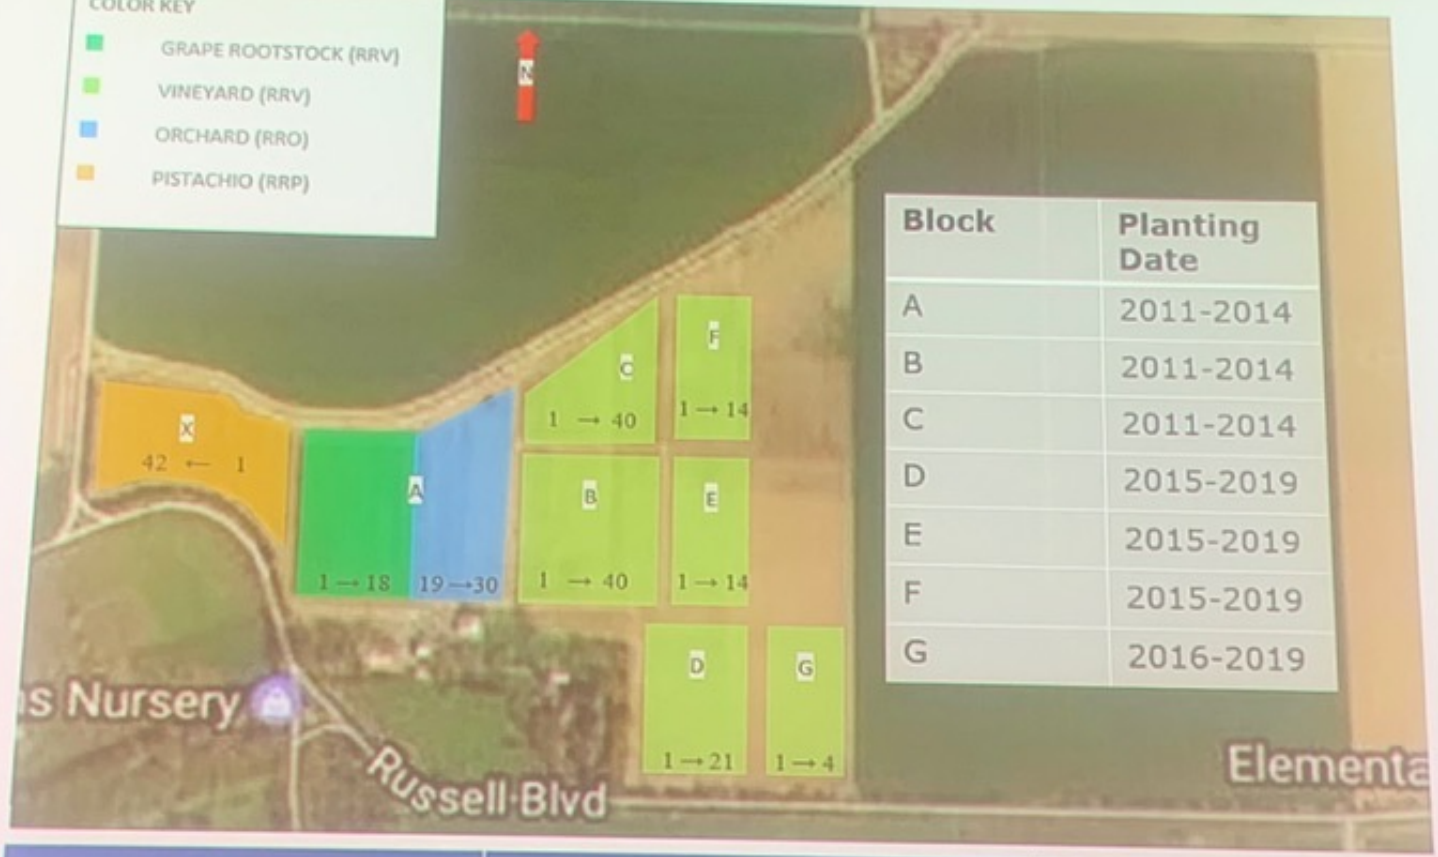 COLOR KEY
GRAPE ROOTSTOCK (RRV)
VINEYARD (RRV)
ORCHARD (RRO)
PISTACHIO (RRP)
N
Block Planting Date
A 2011-2014
B 2011-2014
C 2011-2014
D 2015-2019
E 2015-2019
F 2015-2019
G 2016-2019
C
1 → 40
F
1 → 14
X
42 ← 1
A
1 → 18
19 → 30
B
1 → 40
E
1 → 14
D
1 → 21
G
1 → 4
s Nursery
Russell Blvd
Elementa